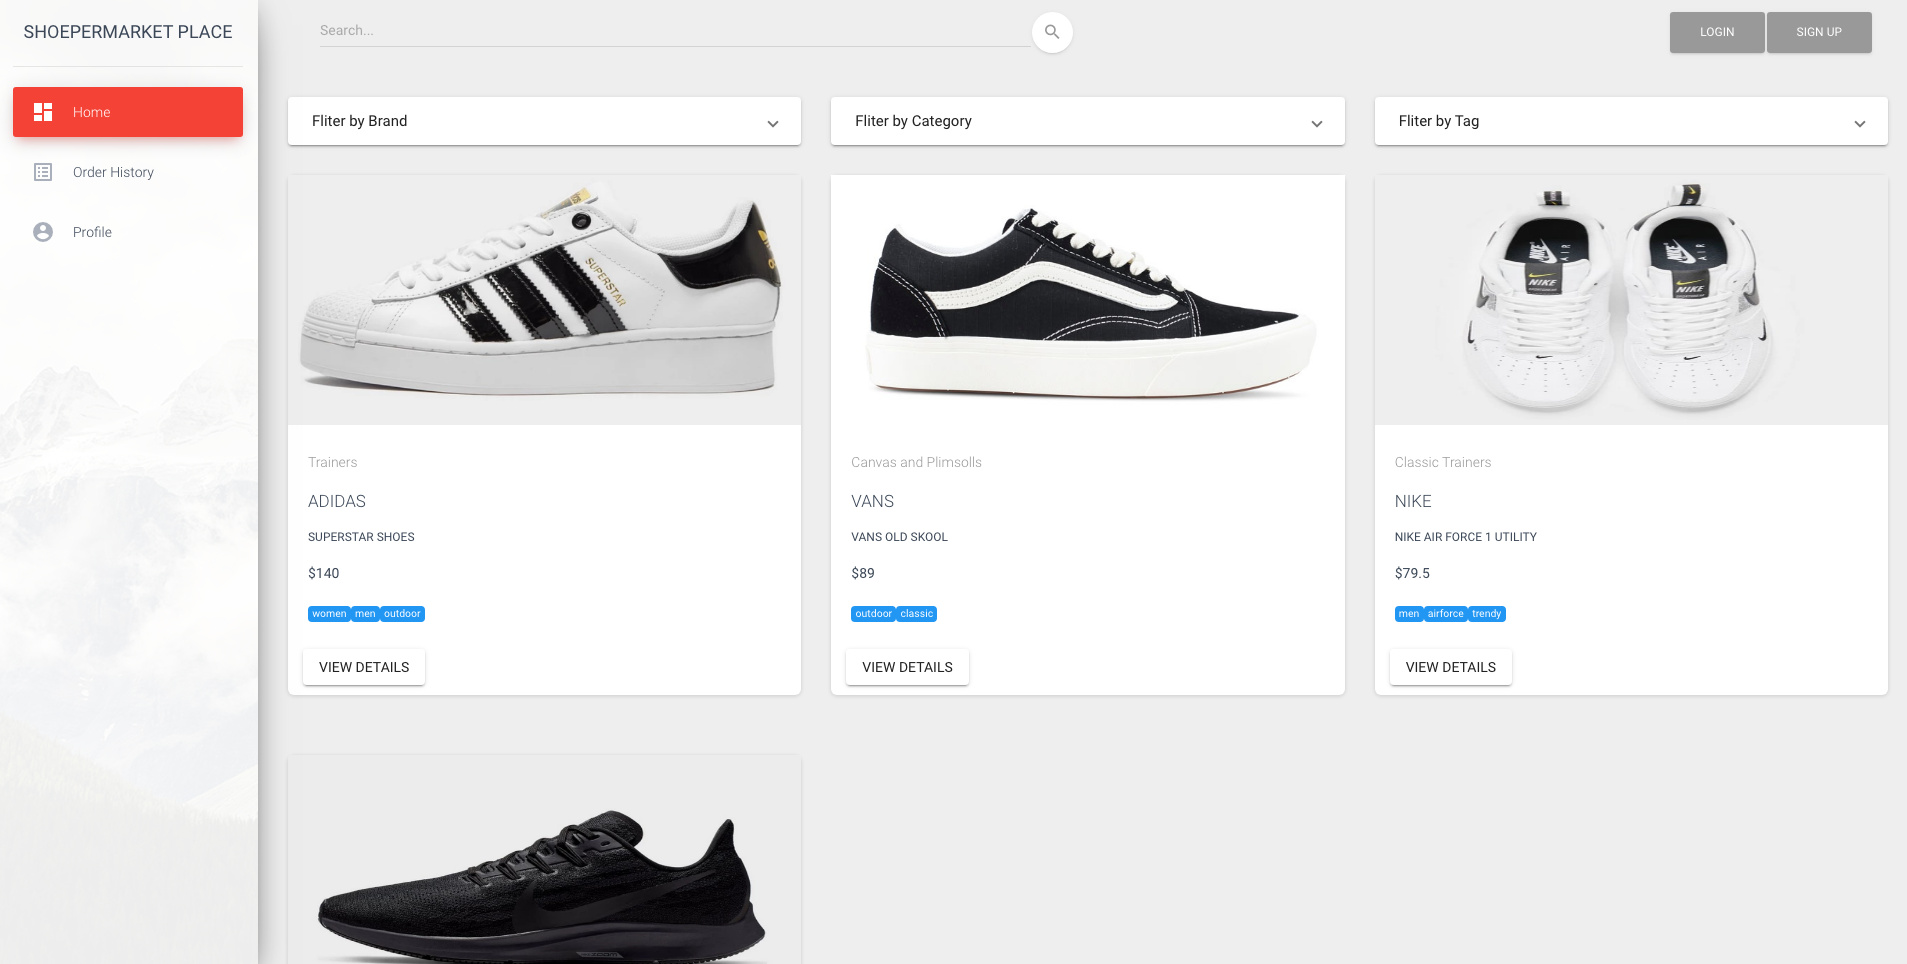 SHOEPERMARKET PLACE
Home
Order History
Profile
Search...
LOGIN
SIGN UP
Fliter by Brand
Fliter by Category
Fliter by Tag
SUPERSTAR
NIKE
AIR
NIKE
NIKE
AIR
NIKE
Trainers
ADIDAS
SUPERSTAR SHOES
$140
women men outdoor
VIEW DETAILS
Canvas and Plimsolls
VANS
VANS OLD SKOOL
$89
outdoor classic
VIEW DETAILS
Classic Trainers
NIKE
NIKE AIR FORCE 1 UTILITY
$79.5
men airforce trendy
VIEW DETAILS